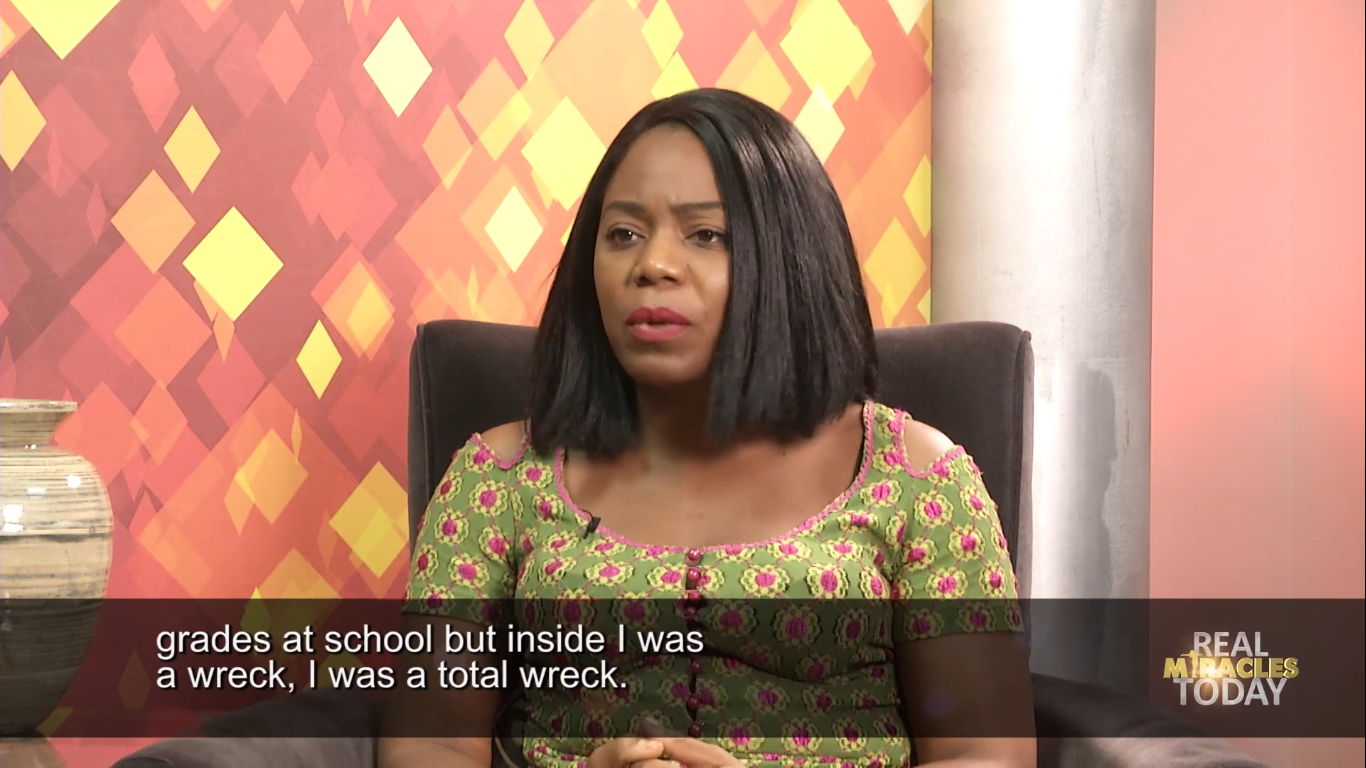 grades at school but inside I was
a wreck, I was a total wreck.
REAL
MIRACLES
TODAY